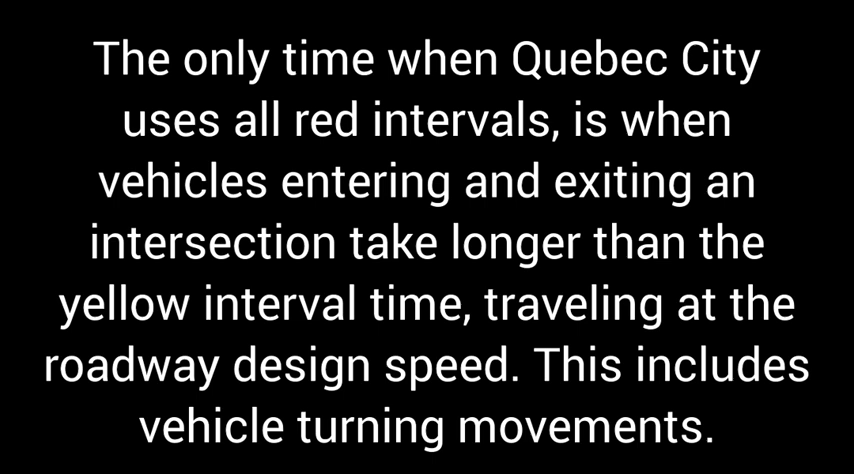 The only time when Quebec City
uses all red intervals, is when
vehicles entering and exiting an
intersection take longer than the
yellow interval time, traveling at the
roadway design speed. This includes
vehicle turning movements.